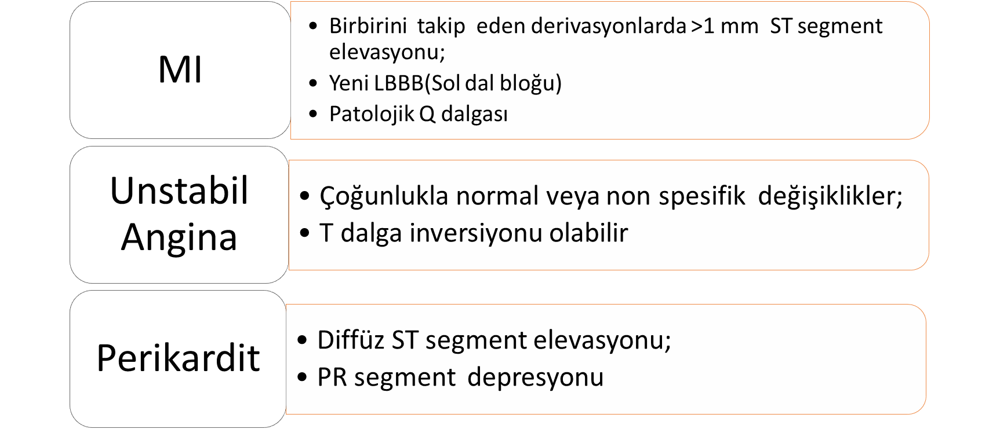 MI
• Birbirini takip eden derivasyonlarda >1 mm ST segment
elevasyonu;
• Yeni LBBB(Sol dal bloğu)
• Patolojik Q dalgası
Unstabil
Angina
• Çoğunlukla normal veya non spesifik değişiklikler;
• T dalga inversiyonu olabilir
Perikardit
• Diffüz ST segment elevasyonu;
• PR segment depresyonu